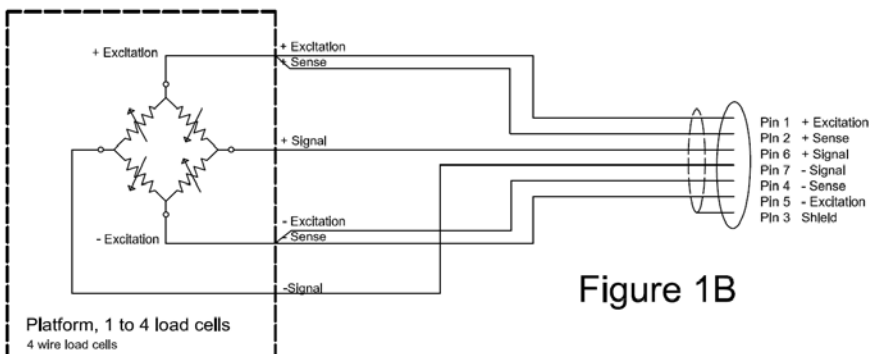 + Excitation
+ Excitation
+ Sense
+ Signal
- Excitation
- Sense
- Excitation
-Signal
Platform, 1 to 4 load cells
4 wire load cells
Pin 1 + Excitation
Pin 2 + Sense
Pin 6 + Signal
Pin 7 - Signal
Pin 4 - Sense
Pin 5 - Excitation
Pin 3 Shield
Figure 1B